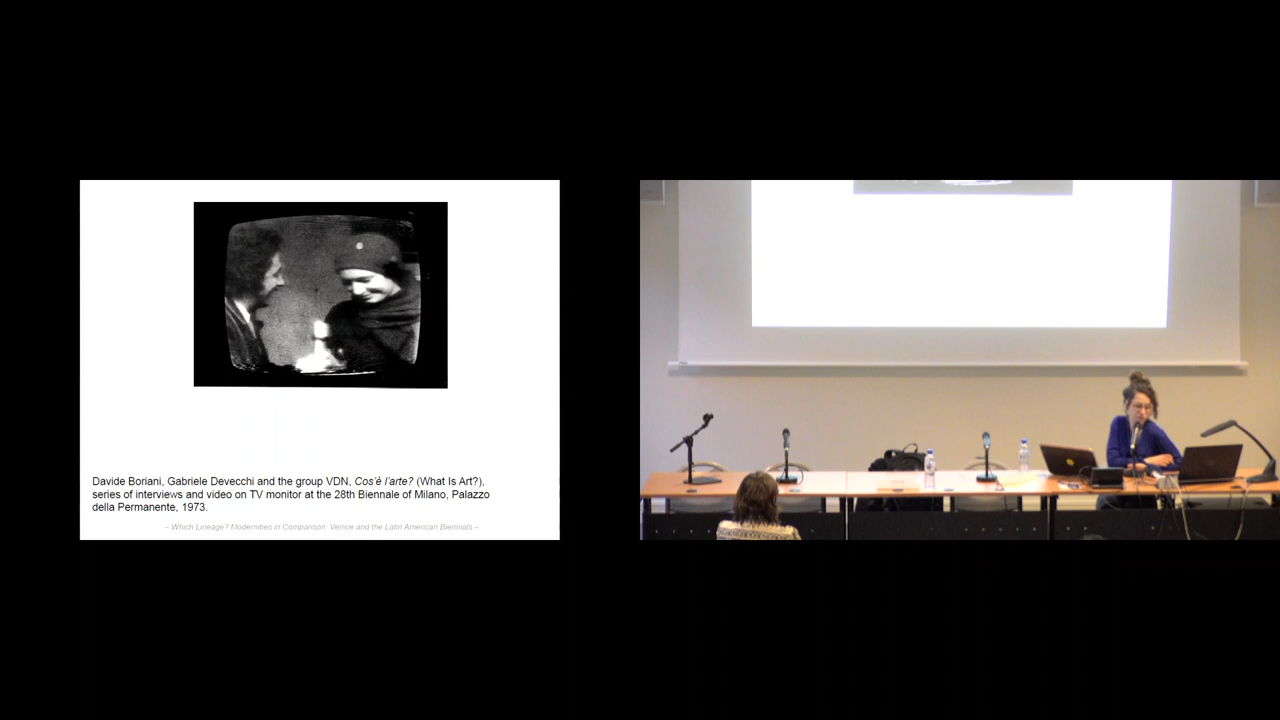 Davide Boriani, Gabriele Devecchi and the group VDN, Cos'è l'arte? (What Is Art?),
series of interviews and video on TV monitor at the 28th Biennale of Milano, Palazzo
della Permanente, 1973.
– Which Lineage? Modernities in Comparison: Venice and the Latin American Biennials –